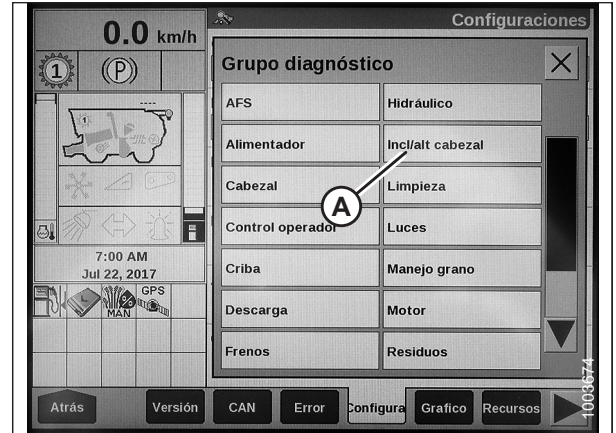 0.0 km/h
Configuraciones
1
(P)
Grupo diagnóstico
AFS
Hidráulico
Alimentador
Incl/alt cabezal
Cabezal
Limpieza
A
Control operador
Luces
Criba
Manejo grano
Descarga
Motor
Frenos
Residuos
1
7:00 AM
Jul 22, 2017
GPS
MAN
Atrás
Versión
CAN
Error
Configura
Grafico
Recursos
1003674